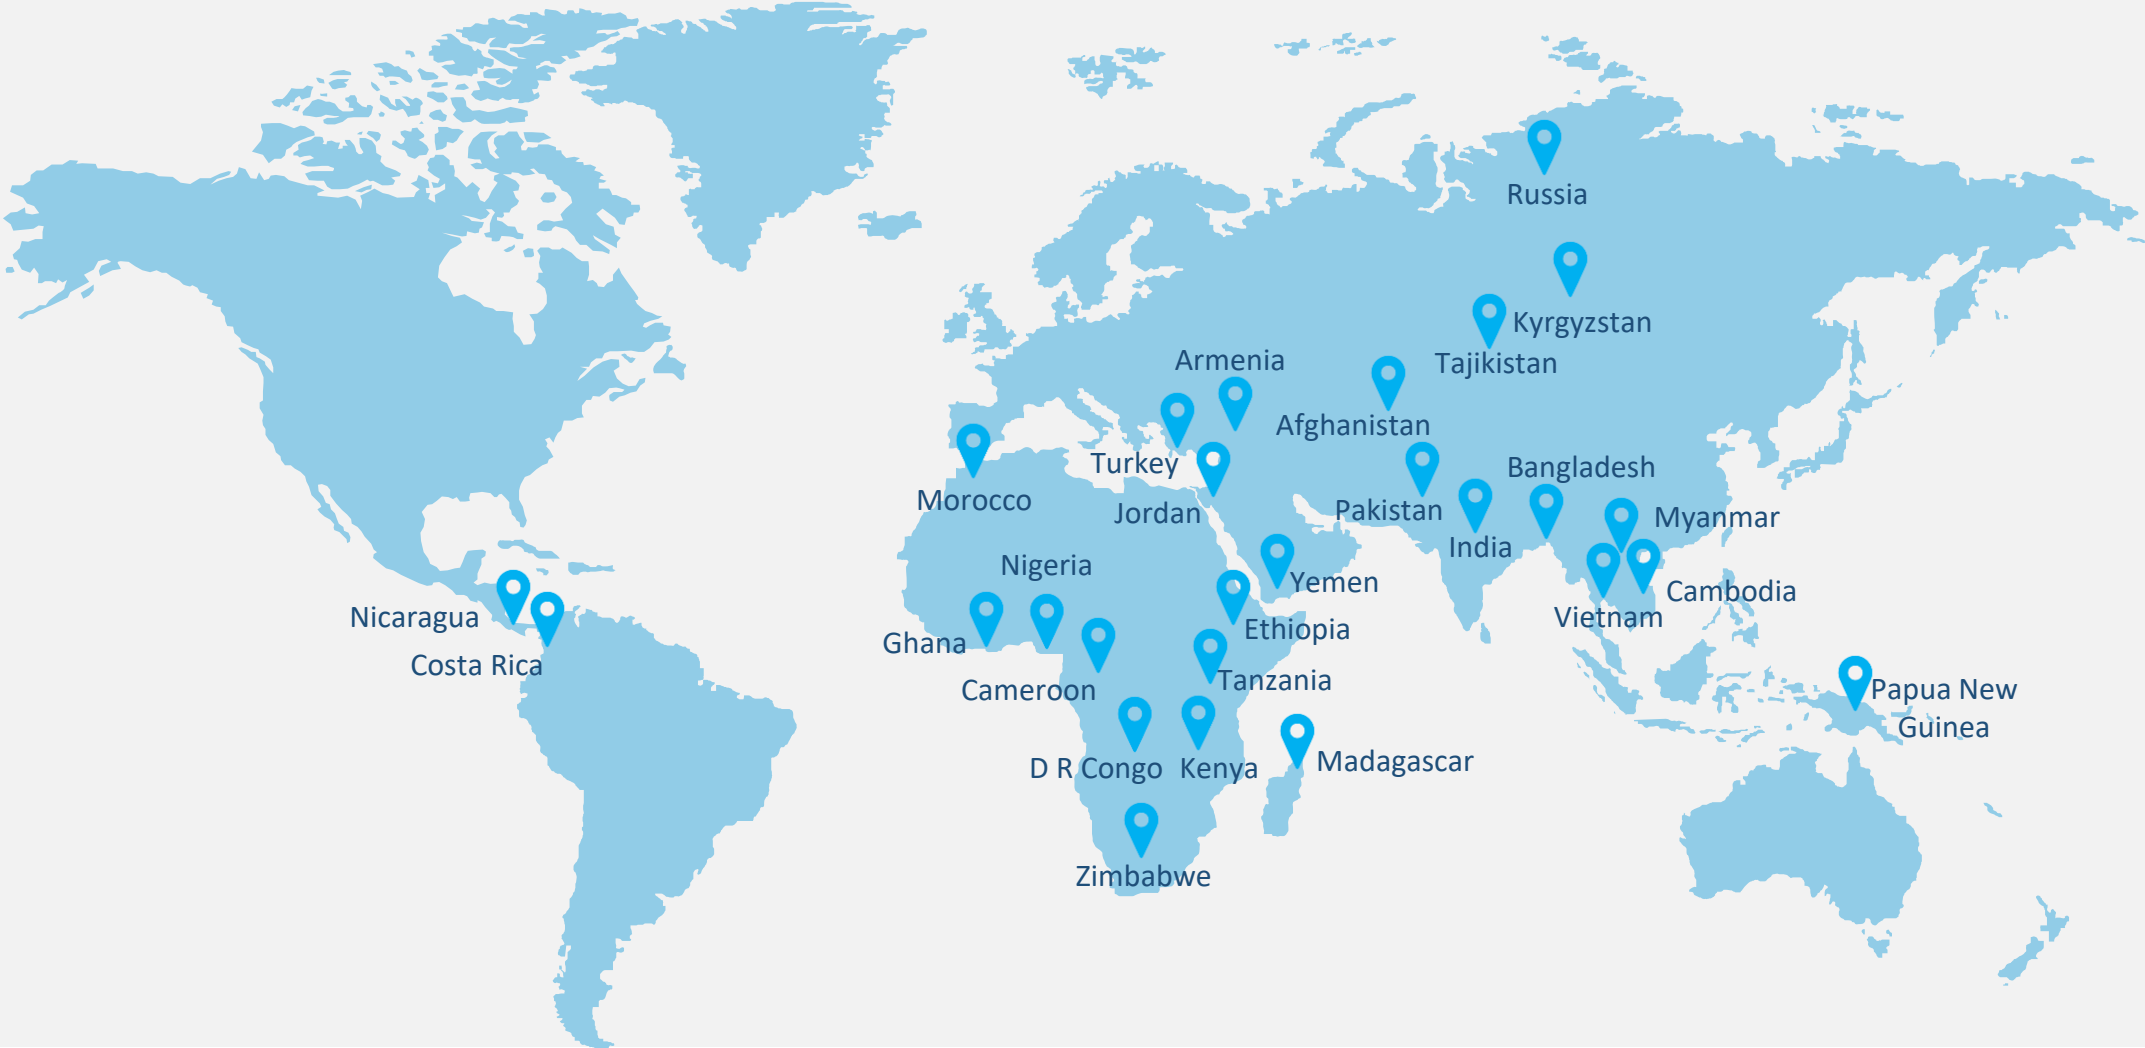 Russia
Kyrgyzstan
Armenia
Tajikistan
Afghanistan
Turkey
Bangladesh
Morocco
Jordan
Pakistan
Myanmar
India
Nigeria
Yemen
Cambodia
Nicaragua
Vietnam
Ghana
Ethiopia
Costa Rica
Cameroon
Tanzania
Papua New
Guinea
D R Congo
Kenya
Madagascar
Zimbabwe